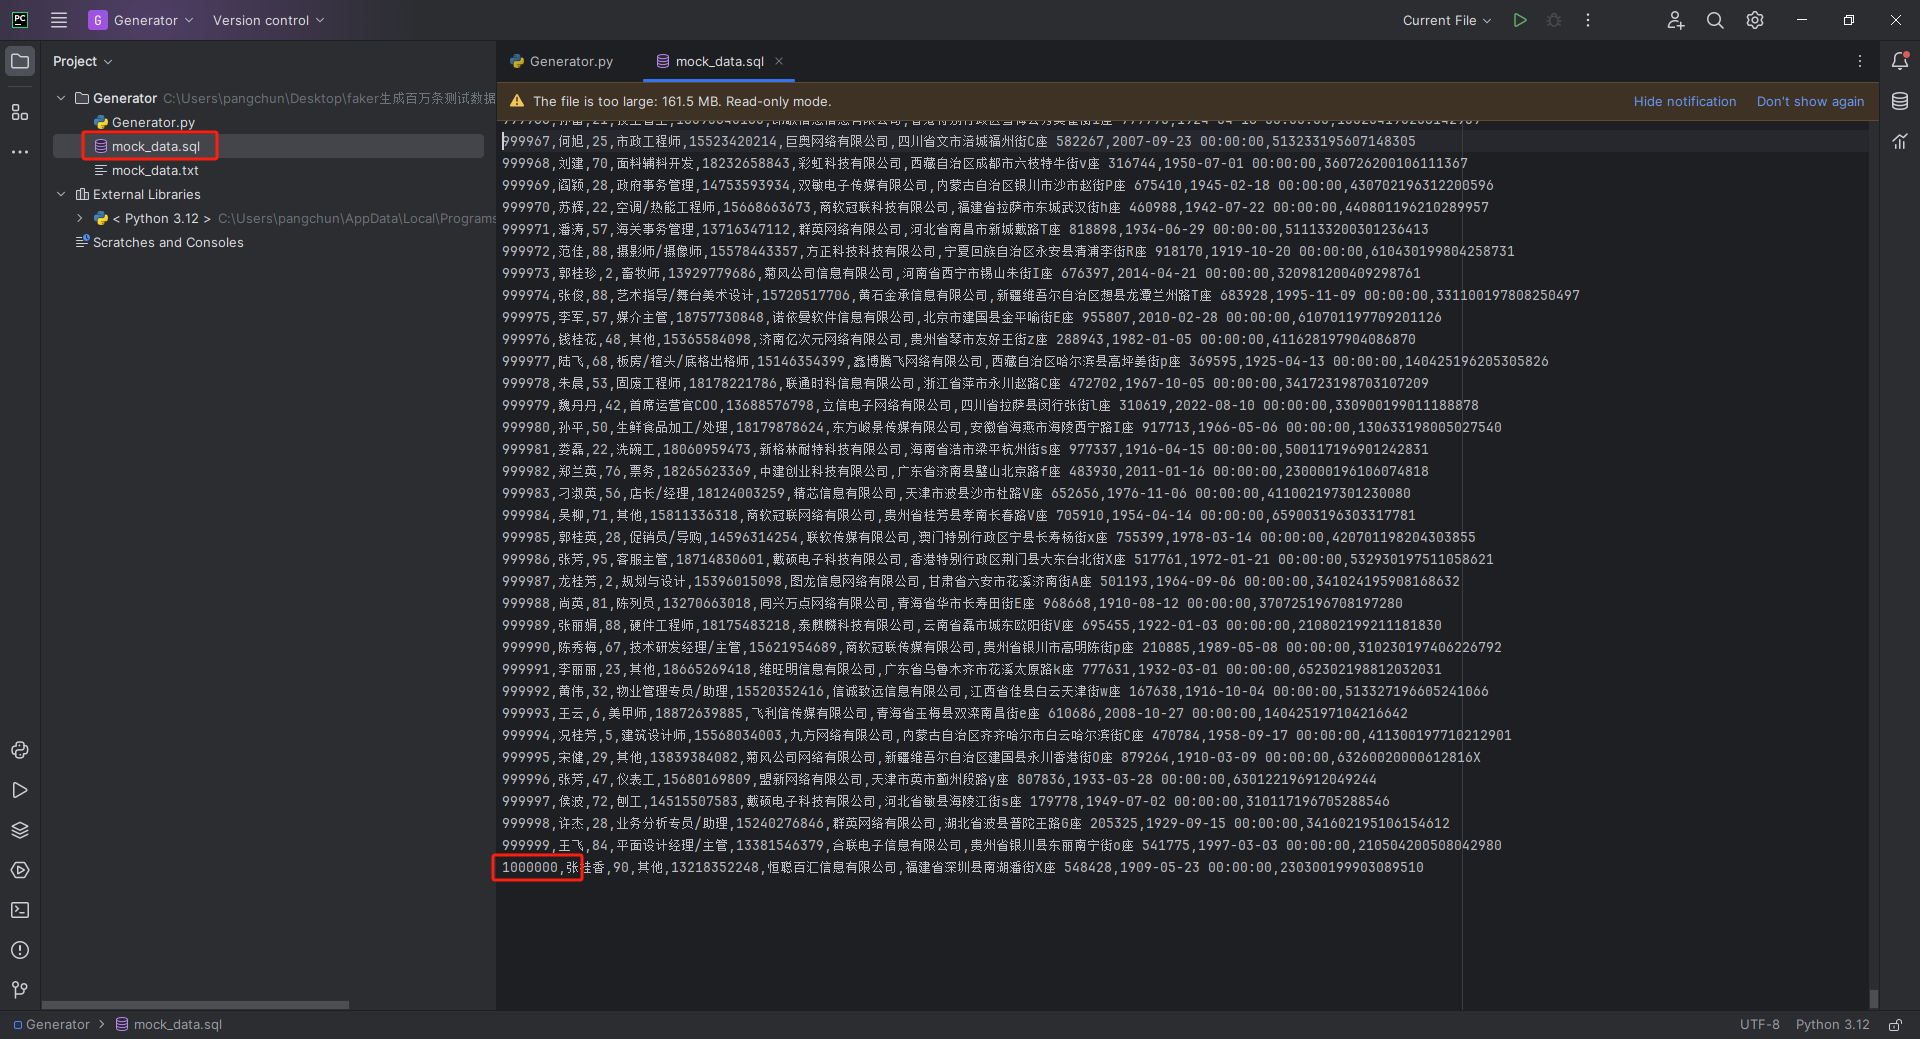 Generator
Version control
Current File
Project
Generator C:\Users\pangchun\Desktop\faker生成百万条测试数据
Generator.py
mock_data.sql
mock_data.txt
External Libraries
< Python 3.12 > C:\Users\pangchun\AppData\Local\Programs
Scratches and Consoles
Generator.py
mock_data.sql
The file is too large: 161.5 MB. Read-only mode.
Hide notification
Don't show again
999967,何旭,25,市政工程师,15523420214,巨奥网络有限公司,四川省文市涪城福州街C座 582267,2007-09-23 00:00:00,513233195607148305
999968,刘建,70,面料辅料开发,18232658843,彩虹科技有限公司,西藏自治区成都市六枝特牛街v座 316744,1950-07-01 00:00:00,360726200106111367
999969,阎颖,28,政府事务管理,14753593934,双敏电子传媒有限公司,内蒙古自治区银川市沙市赵街P座 675410,1945-02-18 00:00:00,430702196312200596
999970,苏辉,22,空调/热能工程师,15668663673,商软冠联科技有限公司,福建省拉萨市东城武汉街h座 460988,1942-07-22 00:00:00,440801196210289957
999971,潘涛,57,海关事务管理,13716347112,群英网络有限公司,河北省南昌市新城戴路T座 818898,1934-06-29 00:00:00,511133200301236413
999972,范佳,88,摄影师/摄像师,15578443357,方正科技科技有限公司,宁夏回族自治区永安县清浦李街R座 918170,1919-10-20 00:00:00,610430199804258731
999973,郭桂珍,2,畜牧师,13929779686,菊风公司信息有限公司,河南省西宁市锡山朱街I座 676397,2014-04-21 00:00:00,320981200409298761
999974,张俊,88,艺术指导/舞台美术设计,15720517706,黄石金承信息有限公司,新疆维吾尔自治区想县龙潭兰州路T座 683928,1995-11-09 00:00:00,331100197808250497
999975,李军,57,媒介主管,18757730848,诺依曼软件信息有限公司,北京市建国县金平喻街E座 955807,2010-02-28 00:00:00,610701197709201126
999976,钱桂花,48,其他,15365584098,济南亿次元网络有限公司,贵州省琴市友好王街z座 288943,1982-01-05 00:00:00,411628197904086870
999977,陆飞,68,板房/楦头/底格出格师,15146354399,鑫博腾飞网络有限公司,西藏自治区哈尔滨县高坪姜街p座 369595,1925-04-13 00:00:00,140425196205305826
999978,朱晨,53,固废工程师,18178221786,联通时科信息有限公司,浙江省萍市永川赵路C座 472702,1967-10-05 00:00:00,341723198703107209
999979,魏丹丹,42,首席运营官COO,13688576798,立信电子网络有限公司,四川省拉萨县闵行张街l座 310619,2022-08-10 00:00:00,330900199011188878
999980,孙平,50,生鲜食品加工/处理,18179878624,东方峻景传媒有限公司,安徽省海燕市海陵西宁路I座 917713,1966-05-06 00:00:00,130633198005027540
999981,娄磊,22,洗碗工,18060959473,新格林耐特科技有限公司,海南省浩市梁平杭州街s座 977337,1916-04-15 00:00:00,500117196901242831
999982,郑兰英,76,票务,18265623369,中建创业科技有限公司,广东省济南县璧山北京路f座 483930,2011-01-16 00:00:00,230000196106074818
999983,刁淑英,56,店长/经理,18124003259,精芯信息有限公司,天津市波县沙市杜路V座 652656,1976-11-06 00:00:00,411002197301230080
999984,吴柳,71,其他,15811336318,商软冠联网络有限公司,贵州省桂芳县孝南长春路V座 705910,1954-04-14 00:00:00,659003196303317781
999985,郭桂英,28,促销员/导购,14596314254,联软传媒有限公司,澳门特别行政区宁县长寿杨街x座 755399,1978-03-14 00:00:00,420701198204303855
999986,张芳,95,客服主管,18714830601,戴硕电子科技有限公司,香港特别行政区荆门县大东台北街X座 517761,1972-01-21 00:00:00,532930197511058621
999987,龙桂芳,2,规划与设计,15396015098,图龙信息网络有限公司,甘肃省六安市花溪济南街A座 501193,1964-09-06 00:00:00,341024195908168632
999988,尚英,81,陈列员,13270663018,同兴万点网络有限公司,青海省华市长寿田街E座 968668,1910-08-12 00:00:00,370725196708197280
999989,张丽娟,88,硬件工程师,18175483218,泰麒麟科技有限公司,云南省磊市城东欧阳街V座 695455,1922-01-03 00:00:00,210802199211181830
999990,陈秀梅,67,技术研发经理/主管,15621954689,商软冠联传媒有限公司,贵州省银川市高明陈街p座 210885,1989-05-08 00:00:00,310230197406226792
999991,李丽丽,23,其他,18665269418,维旺明信息有限公司,广东省乌鲁木齐市花溪太原路k座 777631,1932-03-01 00:00:00,652302198812032031
999992,黄伟,32,物业管理专员/助理,15520352416,信诚致远信息有限公司,江西省佳县白云天津街w座 167638,1916-10-04 00:00:00,513327196605241066
999993,王云,6,美甲师,18872639885,飞利信传媒有限公司,青海省玉梅县双滦南昌街e座 610686,2008-10-27 00:00:00,140425197104216642
999994,况桂芳,5,建筑设计师,15568034003,九方网络有限公司,内蒙古自治区齐齐哈尔市白云哈尔滨街C座 470784,1958-09-17 00:00:00,411300197710212901
999995,宋健,29,其他,13839384082,菊风公司网络有限公司,新疆维吾尔自治区建国县永川香港街O座 879264,1910-03-09 00:00:00,63260020000612816X
999996,张芳,47,仪表工,15680169809,盟新网络有限公司,天津市英市蓟州段路y座 807836,1933-03-28 00:00:00,630122196912049244
999997,侯波,72,刨工,14515507583,戴硕电子科技有限公司,河北省敏县海陵江街s座 179778,1949-07-02 00:00:00,310117196705288546
999998,许杰,28,业务分析专员/助理,15240276846,群英网络有限公司,湖北省波县普陀王路G座 205325,1929-09-15 00:00:00,341602195106154612
999999,王飞,84,平面设计经理/主管,13381546379,合联电子信息有限公司,贵州省银川县东丽南宁街o座 541775,1997-03-03 00:00:00,210504200508042980
1000000,张桂香,90,其他,13218352248,恒聪百汇信息有限公司,福建省深圳县南湖潘街X座 548428,1909-05-23 00:00:00,230300199903089510
Generator
mock_data.sql
UTF-8
Python 3.12